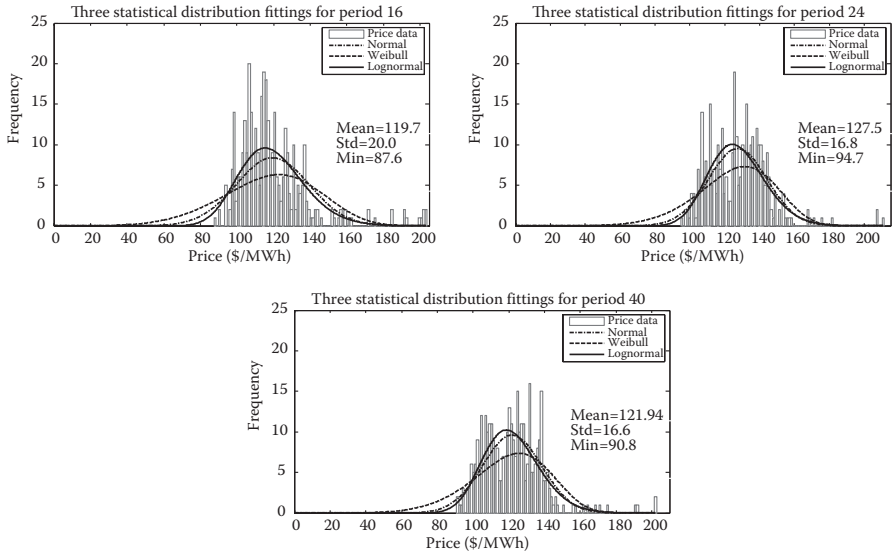 Three statistical distribution fittings for period 16
25
20
15
10
5
0
Frequency
Price data
Normal
Weibull
Lognormal
Mean=119.7
Std=20.0
Min=87.6
0 20 40 60 80 100 120 140 160 180 200
Price ($/MWh)
Three statistical distribution fittings for period 24
25
20
15
10
5
0
Frequency
Price data
Normal
Weibull
Lognormal
Mean=127.5
Std=16.8
Min=94.7
0 20 40 60 80 100 120 140 160 180 200
Price ($/MWh)
Three statistical distribution fittings for period 40
25
20
15
10
5
0
Frequency
Price data
Normal
Weibull
Lognormal
Mean=121.94
Std=16.6
Min=90.8
0 20 40 60 80 100 120 140 160 180 200
Price ($/MWh)